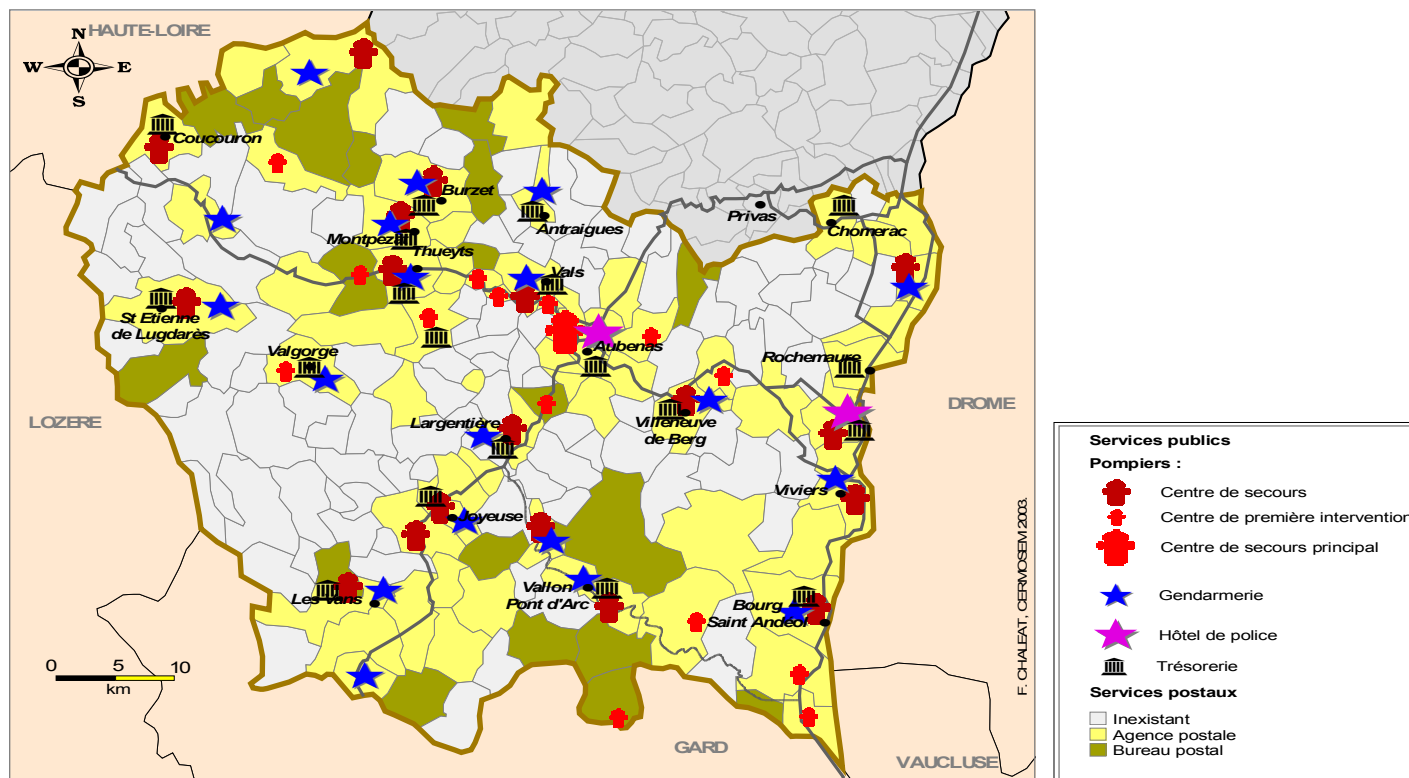 HAUTE-LOIRE
N
W E
S
Coucouron
Burzet
Antraigues
Privas
Chomerac
Montpezat
Thueyts
Vals
St Etienne
de Lugdarès
Aubenas
Rochemaure
Valgorge
LOZERE
DROME
Largentière
Villeneuve
de Berg
Viviers
Joyeuse
Les Vans
Vallon
Pont d'Arc
Bourg
Saint Andéol
0 5 10
km
GARD
VAUCLUSE
F. CHALEAT, CERMOSEM 2003.
Services publics
Pompiers :
Centre de secours
Centre de première intervention
Centre de secours principal
Gendarmerie
Hôtel de police
Trésorerie
Services postaux
Inexistant
Agence postale
Bureau postal